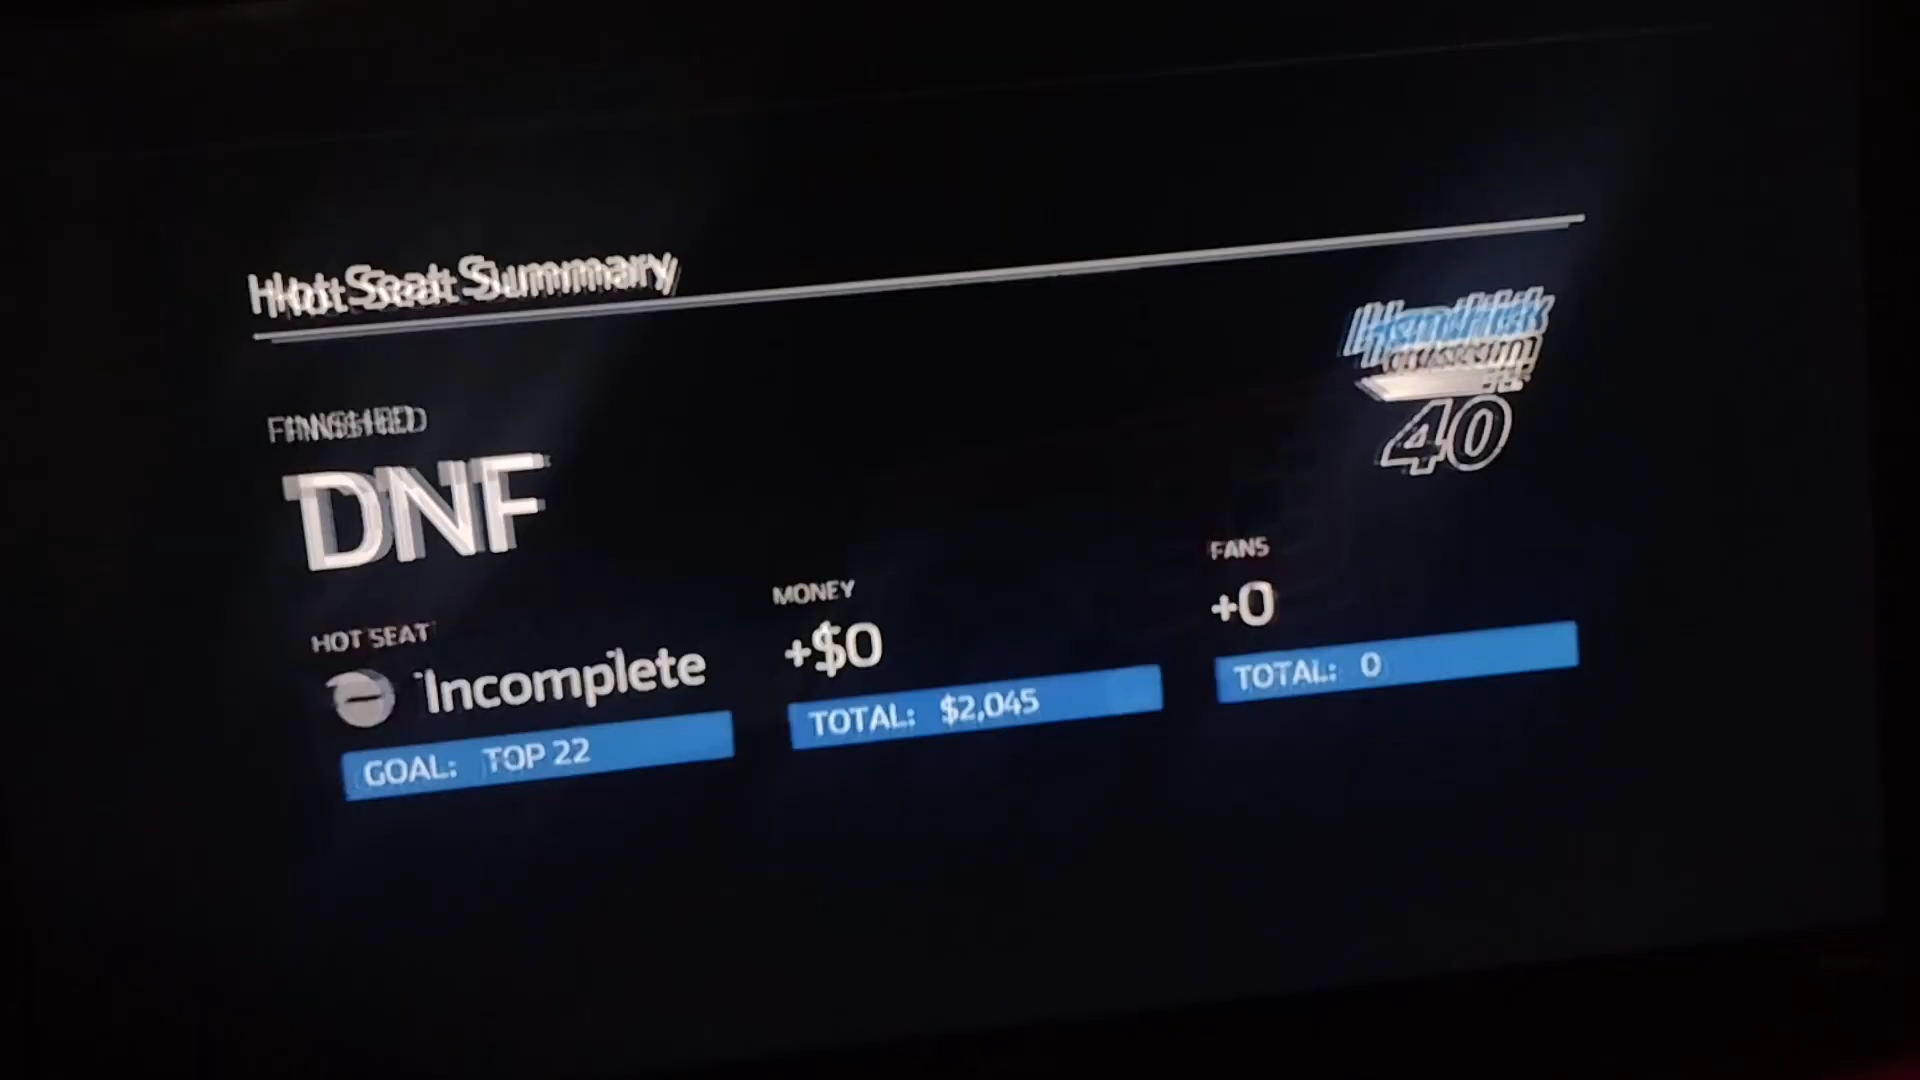 Hot Seat Summary
FINISHED
DNF
40
HOT SEAT
Incomplete
GOAL: TOP 22
MONEY
+$0
TOTAL: $2,045
FANS
+0
TOTAL: 0